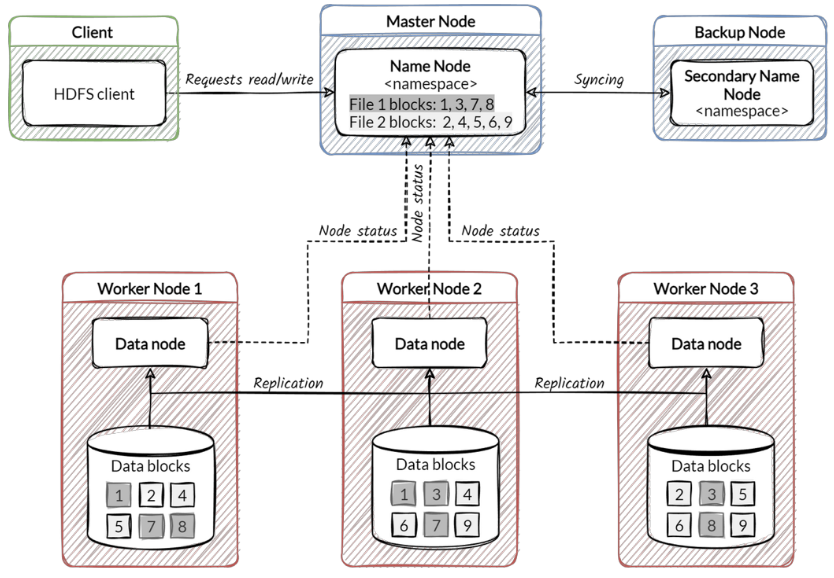 Client
HDFS client
Requests read/write
Master Node
Name Node
<namespace>
File 1 blocks: 1, 3, 7, 8
File 2 blocks: 2, 4, 5, 6, 9
Syncing
Backup Node
Secondary Name
Node
<namespace>
Node status
Node status
Node status
Worker Node 1
Data node
Replication
Data blocks
1 2 4
5 7 8
Worker Node 2
Data node
Replication
Data blocks
1 3 4
6 7 9
Worker Node 3
Data node
Data blocks
2 3 5
6 8 9